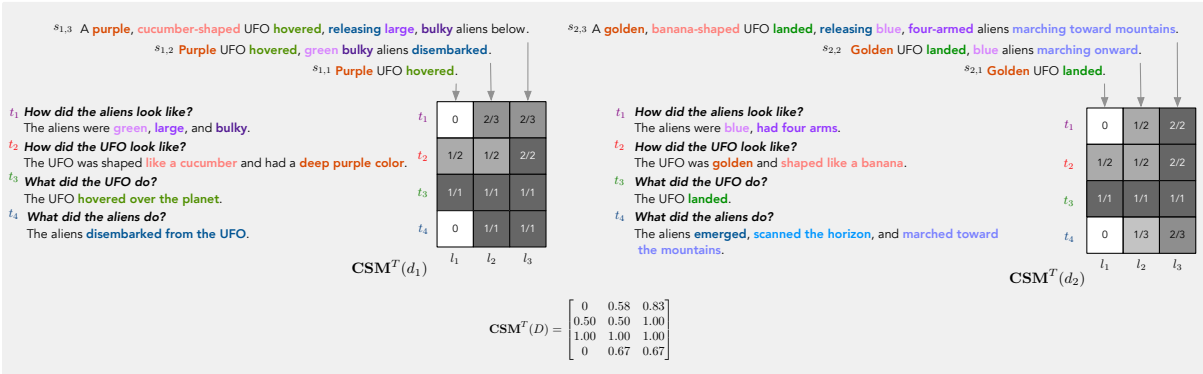 s1,3 A purple, cucumber-shaped UFO hovered, releasing large, bulky aliens below.
s1,2 Purple UFO hovered, green bulky aliens disembarked.
s1,1 Purple UFO hovered.
t1 How did the aliens look like?
The aliens were green, large, and bulky.
t2 How did the UFO look like?
The UFO was shaped like a cucumber and had a deep purple color.
t3 What did the UFO do?
The UFO hovered over the planet.
t4 What did the aliens do?
The aliens disembarked from the UFO.
t1 0 2/3 2/3
t2 1/2 1/2 2/2
t3 1/1 1/1 1/1
t4 0 1/1 1/1
l1 l2 l3
CSM^T(d1)
s2,3 A golden, banana-shaped UFO landed, releasing blue, four-armed aliens marching toward mountains.
s2,2 Golden UFO landed, blue aliens marching onward.
s2,1 Golden UFO landed.
t1 How did the aliens look like?
The aliens were blue, had four arms.
t2 How did the UFO look like?
The UFO was golden and shaped like a banana.
t3 What did the UFO do?
The UFO landed.
t4 What did the aliens do?
The aliens emerged, scanned the horizon, and marched toward
the mountains.
t1 0 1/2 2/2
t2 1/2 1/2 2/2
t3 1/1 1/1 1/1
t4 0 1/3 2/3
l1 l2 l3
CSM^T(d2)
CSM^T(D) =
0 0.58 0.83
0.50 0.50 1.00
1.00 1.00 1.00
0 0.67 0.67